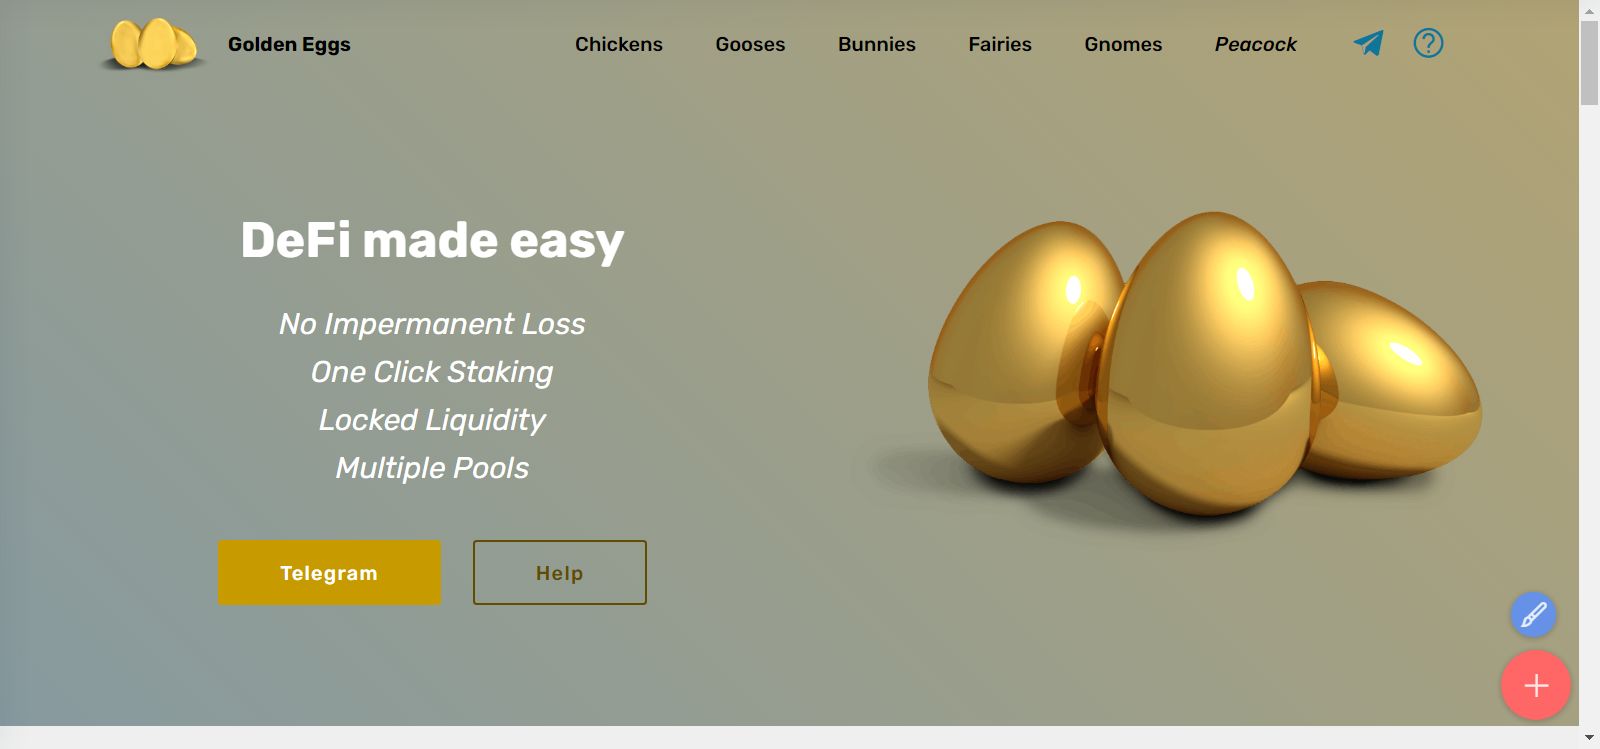 Golden Eggs
Chickens Gooses Bunnies Fairies Gnomes Peacock
DeFi made easy
No Impermanent Loss
One Click Staking
Locked Liquidity
Multiple Pools
Telegram Help